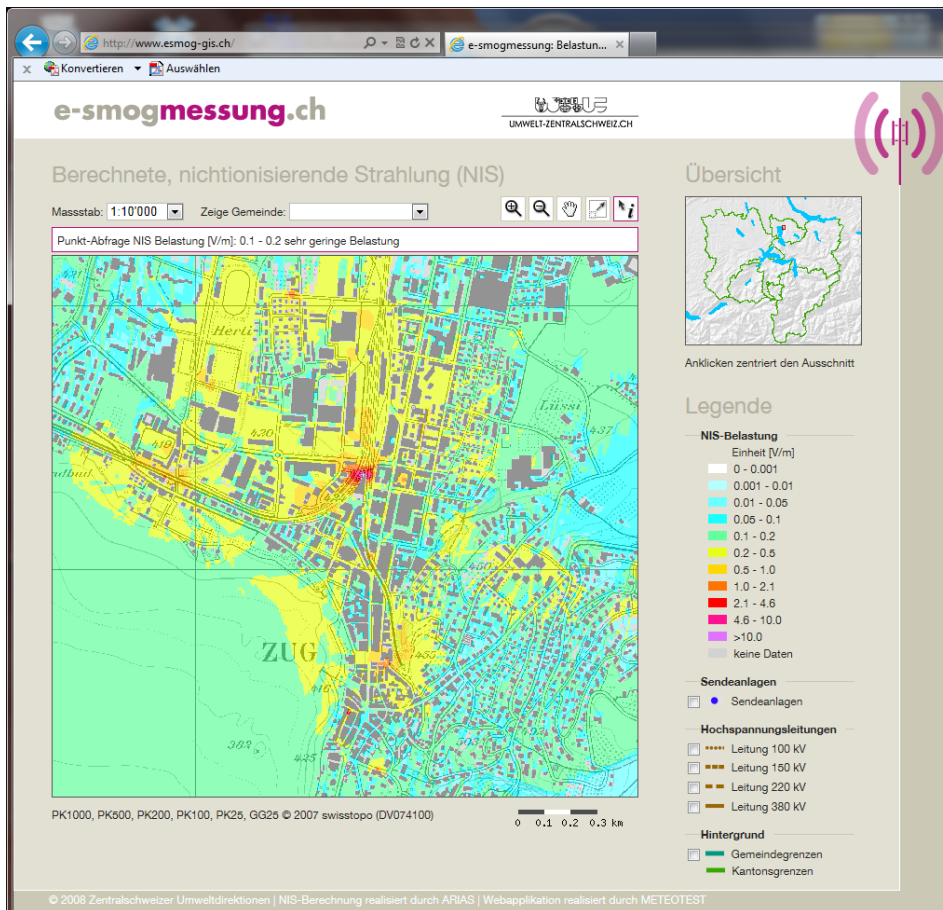 http://www.esmog-gis.ch/
e-smogmessung: Belastun...
Konvertieren
Auswählen
e-smogmessung.ch
UMWELT-ZENTRALSCHWEIZ.CH
Berechnete, nichtionisierende Strahlung (NIS)
Massstab: 1:10'000
Zeige Gemeinde:
Punkt-Abfrage NIS Belastung [V/m]: 0.1 - 0.2 sehr geringe Belastung
421
Herti
Lüssi
437
420
419
ZUG
455
416
382
425
PK1000, PK500, PK200, PK100, PK25, GG25 © 2007 swisstopo (DV074100)
0 0.1 0.2 0.3 km
Übersicht
Anklicken zentriert den Ausschnitt
Legende
NIS-Belastung
Einheit [V/m]
0 - 0.001
0.001 - 0.01
0.01 - 0.05
0.05 - 0.1
0.1 - 0.2
0.2 - 0.5
0.5 - 1.0
1.0 - 2.1
2.1 - 4.6
4.6 - 10.0
>10.0
keine Daten
Sendeanlagen
Sendeanlagen
Hochspannungsleitungen
Leitung 100 kV
Leitung 150 kV
Leitung 220 kV
Leitung 380 kV
Hintergrund
Gemeindegrenzen
Kantonsgrenzen
© 2008 Zentralschweizer Umweltdirektionen | NIS-Berechnung realisiert durch ARIAS | Webapplikation realisiert durch METEOTEST